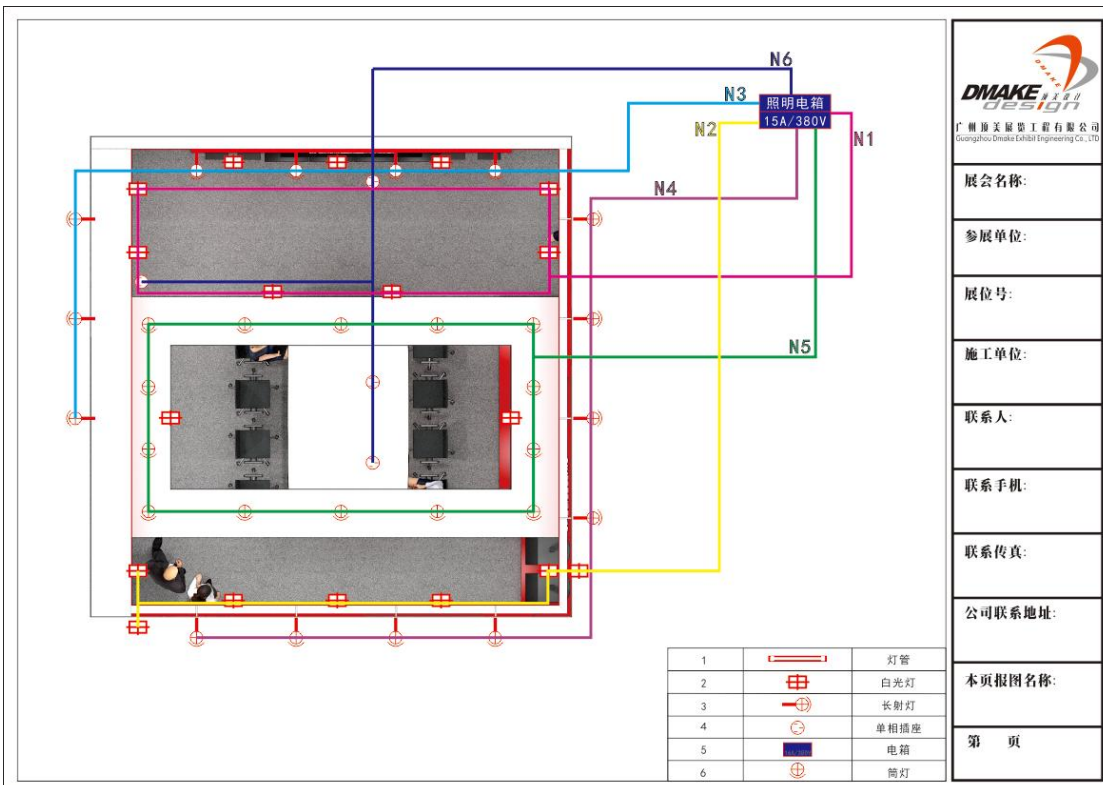 N6
N3
照明电箱
15A/380V
N2
N1
N4
N5
DMAKE 顶美设计
design
广州顶美展览工程有限公司
Guangzhou Dmake Exhibit Engineering Co., LTD
展会名称:
参展单位:
展位号:
施工单位:
联系人:
联系手机:
联系传真:
公司联系地址:
本页报图名称:
第 页
1 灯管
2 白光灯
3 长射灯
4 单相插座
5 电箱
6 筒灯